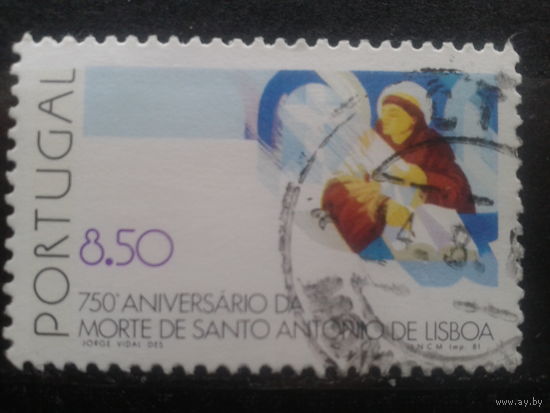 PORTUGAL
8.50
750º ANIVERSÁRIO DA
MORTE DE SANTO ANTÓNIO DE LISBOA
JORGE VIDAL DES.
INCM Imp. 81
www.ay.by